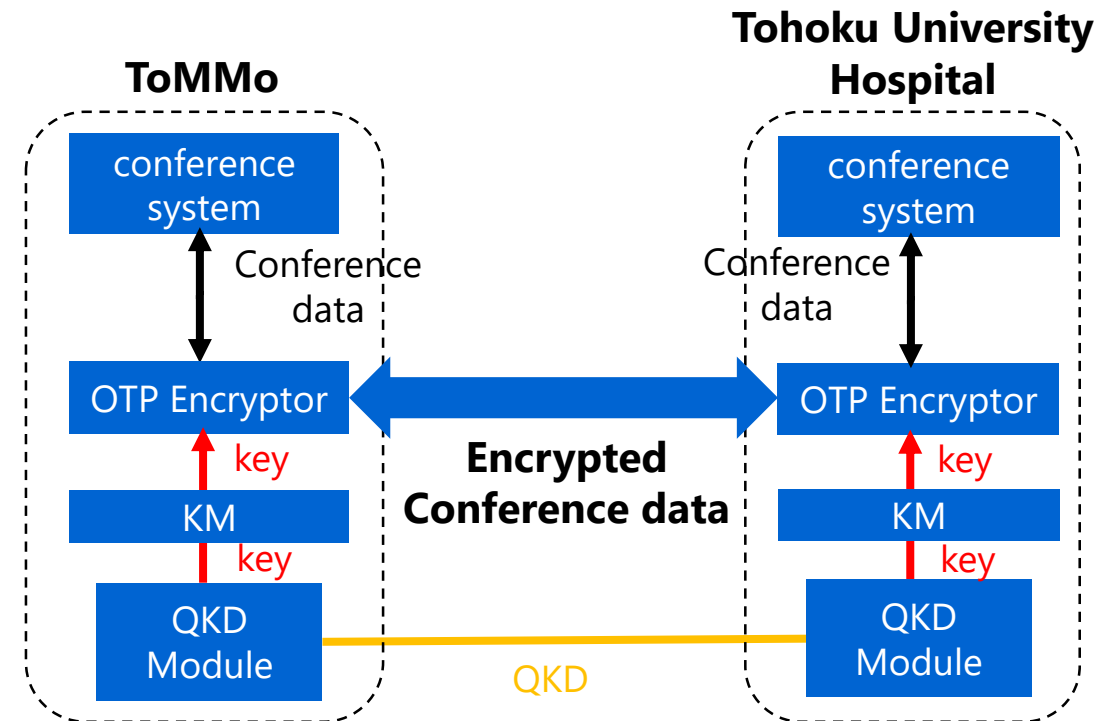 ToMMo
conference
system
Conference
data
OTP Encryptor
key
KM
key
QKD
Module
Encrypted
Conference data
QKD
Tohoku University
Hospital
conference
system
Conference
data
OTP Encryptor
key
KM
key
QKD
Module